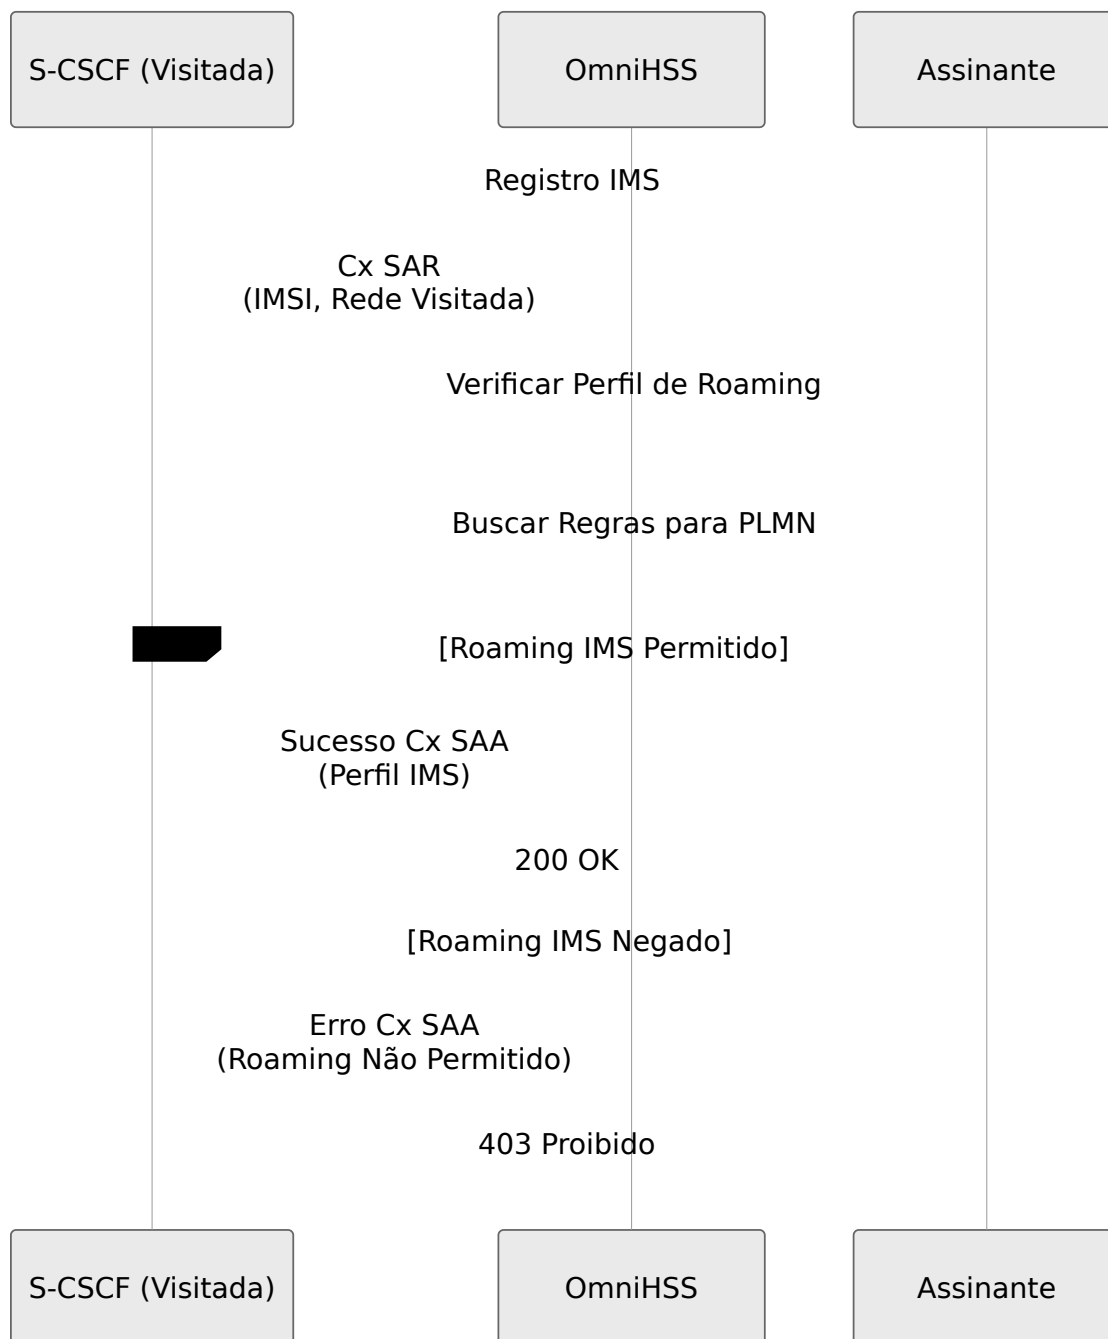 S-CSCF (Visitada)
OmniHSS
Assinante
Registro IMS
Cx SAR
(IMSI, Rede Visitada)
Verificar Perfil de Roaming
Buscar Regras para PLMN
[Roaming IMS Permitido]
Sucesso Cx SAA
(Perfil IMS)
200 OK
[Roaming IMS Negado]
Erro Cx SAA
(Roaming Não Permitido)
403 Proibido
S-CSCF (Visitada)
OmniHSS
Assinante